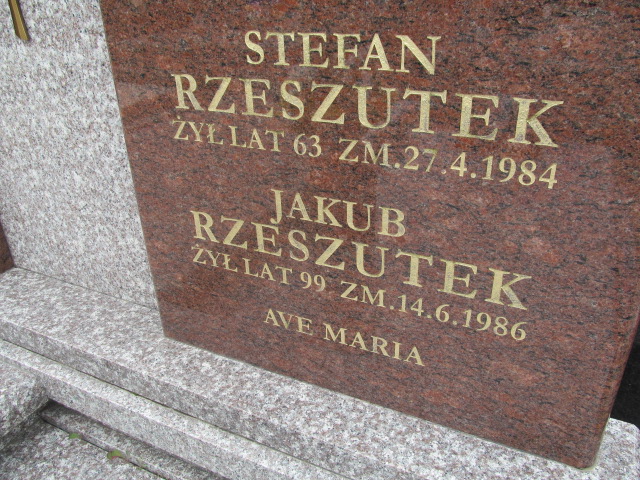 STEFAN
RZESZUTEK
ŻYŁ LAT 63 ZM.27.4.1984
JAKUB
RZESZUTEK
ŻYŁ LAT 99 ZM.14.6.1986
AVE MARIA